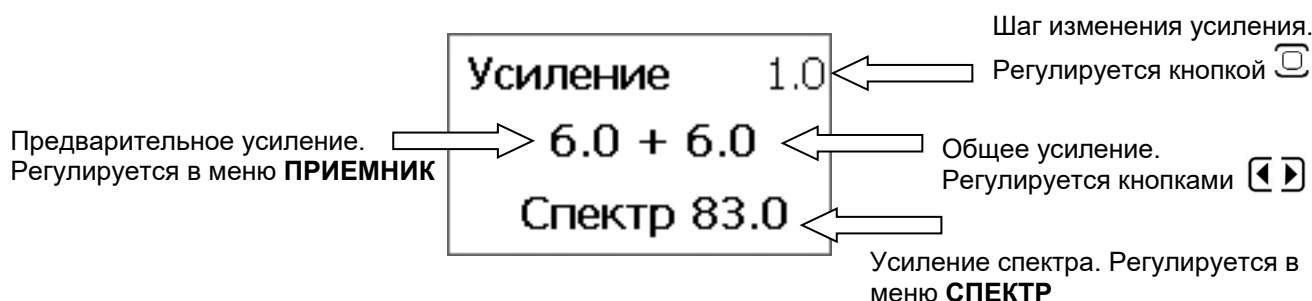 Шаг изменения усиления.
Регулируется кнопкой
Усиление 1.0
Предварительное усиление.
Регулируется в меню ПРИЕМНИК
6.0 + 6.0
Общее усиление.
Регулируется кнопками
Спектр 83.0
Усиление спектра. Регулируется в
меню СПЕКТР